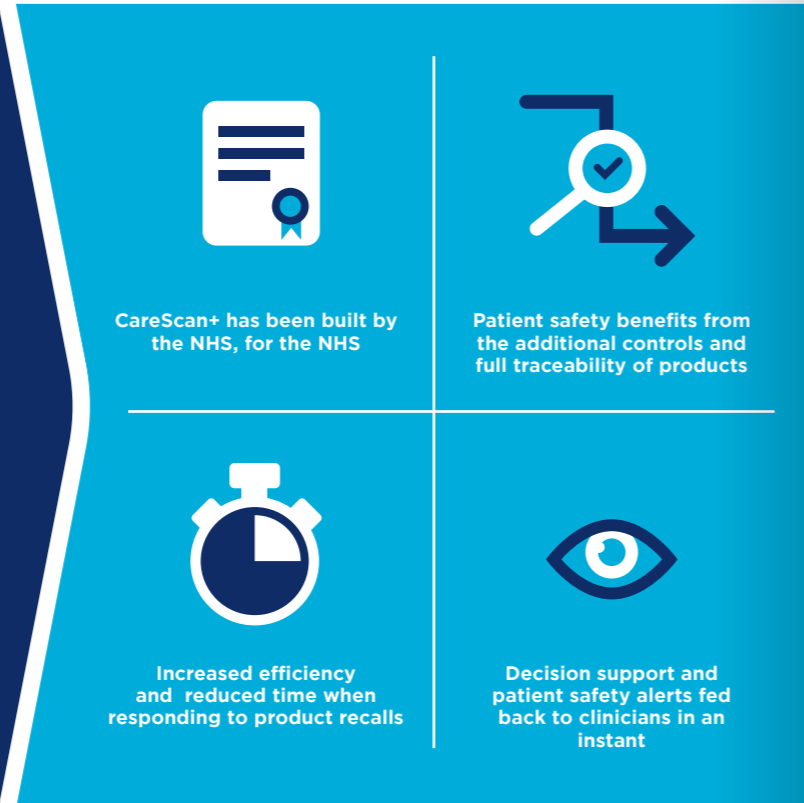 CareScan+ has been built by
the NHS, for the NHS
Patient safety benefits from
the additional controls and
full traceability of products
Increased efficiency
and  reduced time when
responding to product recalls
Decision support and
patient safety alerts fed
back to clinicians in an
instant